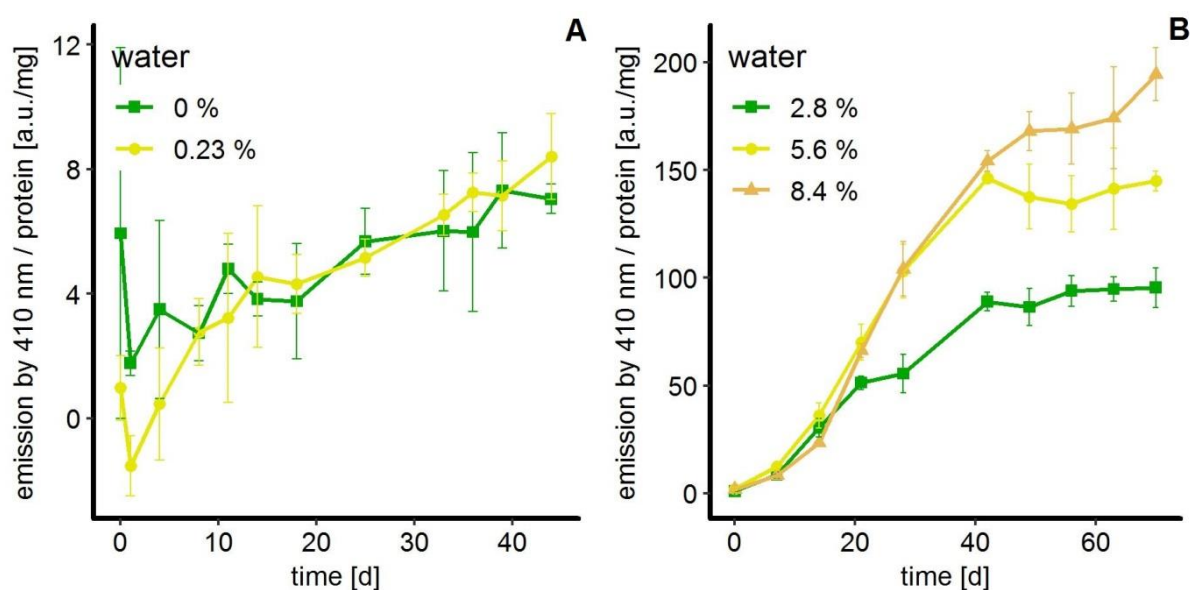 A
water
0 %
0.23 %
emission by 410 nm / protein [a.u./mg]
12
8
4
0
0
10
20
30
40
time [d]
B
water
2.8 %
5.6 %
8.4 %
emission by 410 nm / protein [a.u./mg]
200
150
100
50
0
0
20
40
60
time [d]